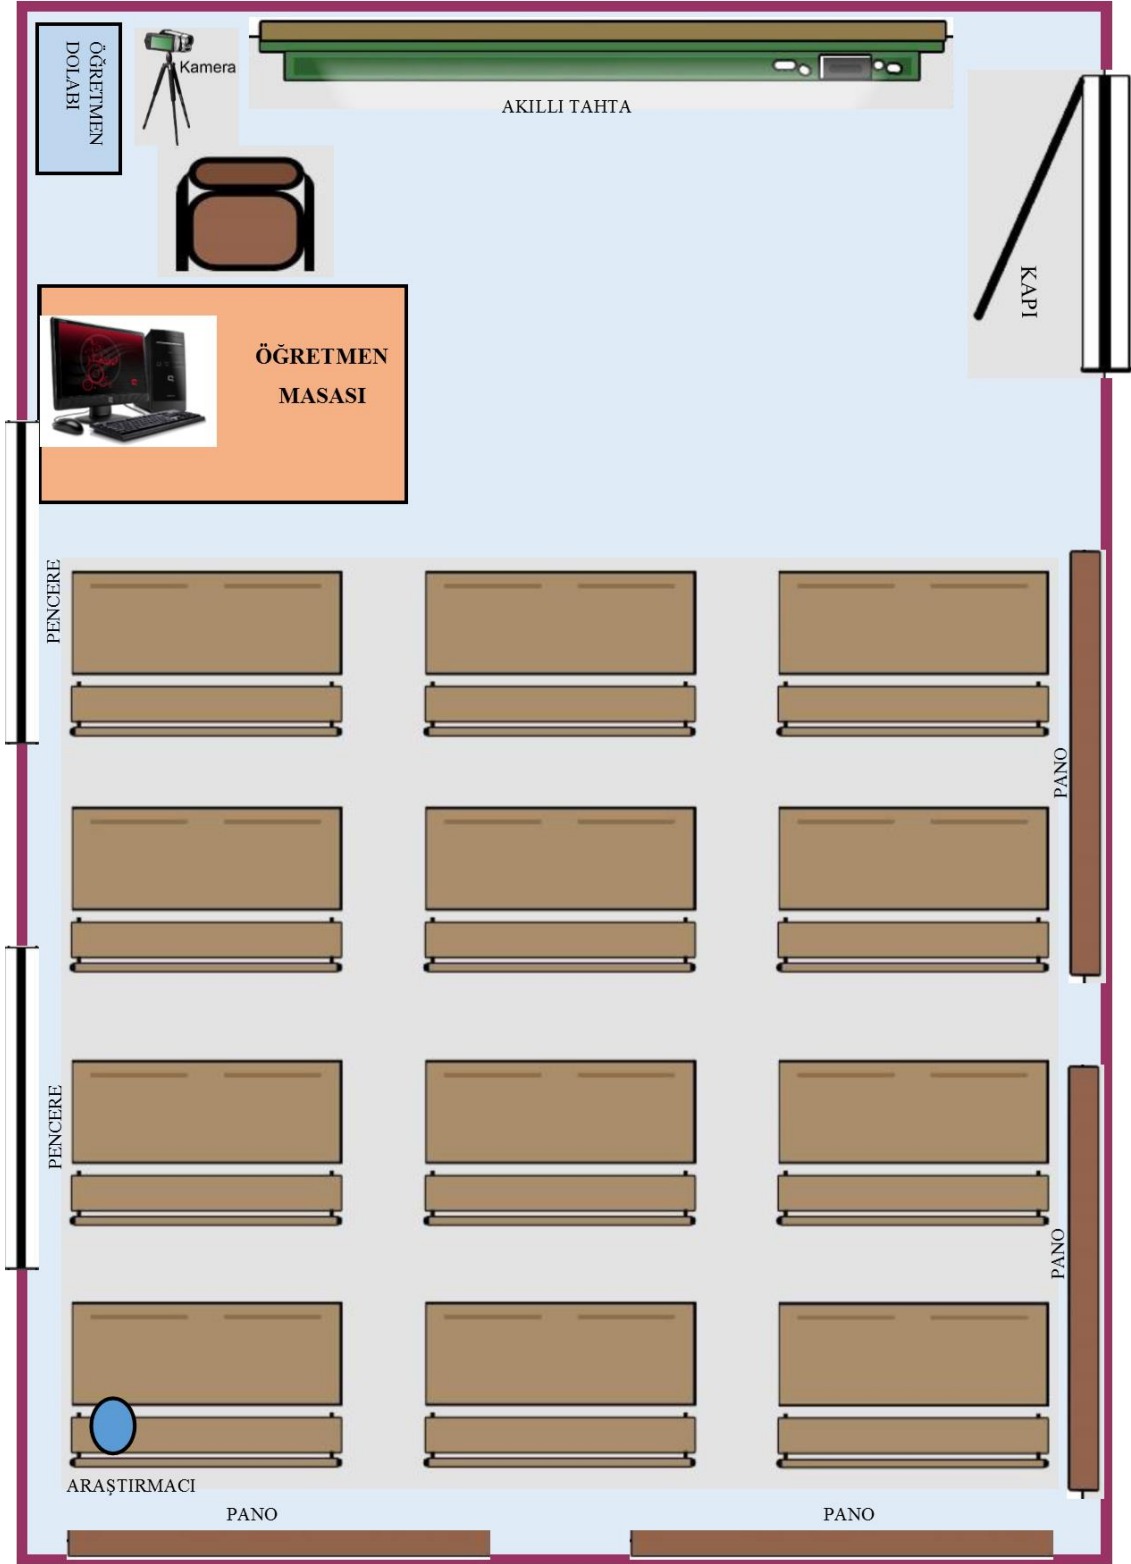 ÖĞRETMEN
DOLABI
Kamera
AKILLI TAHTA
KAPI
ÖĞRETMEN
MASASI
PENCERE
PANO
PENCERE
PANO
ARAŞTIRMACI
PANO
PANO